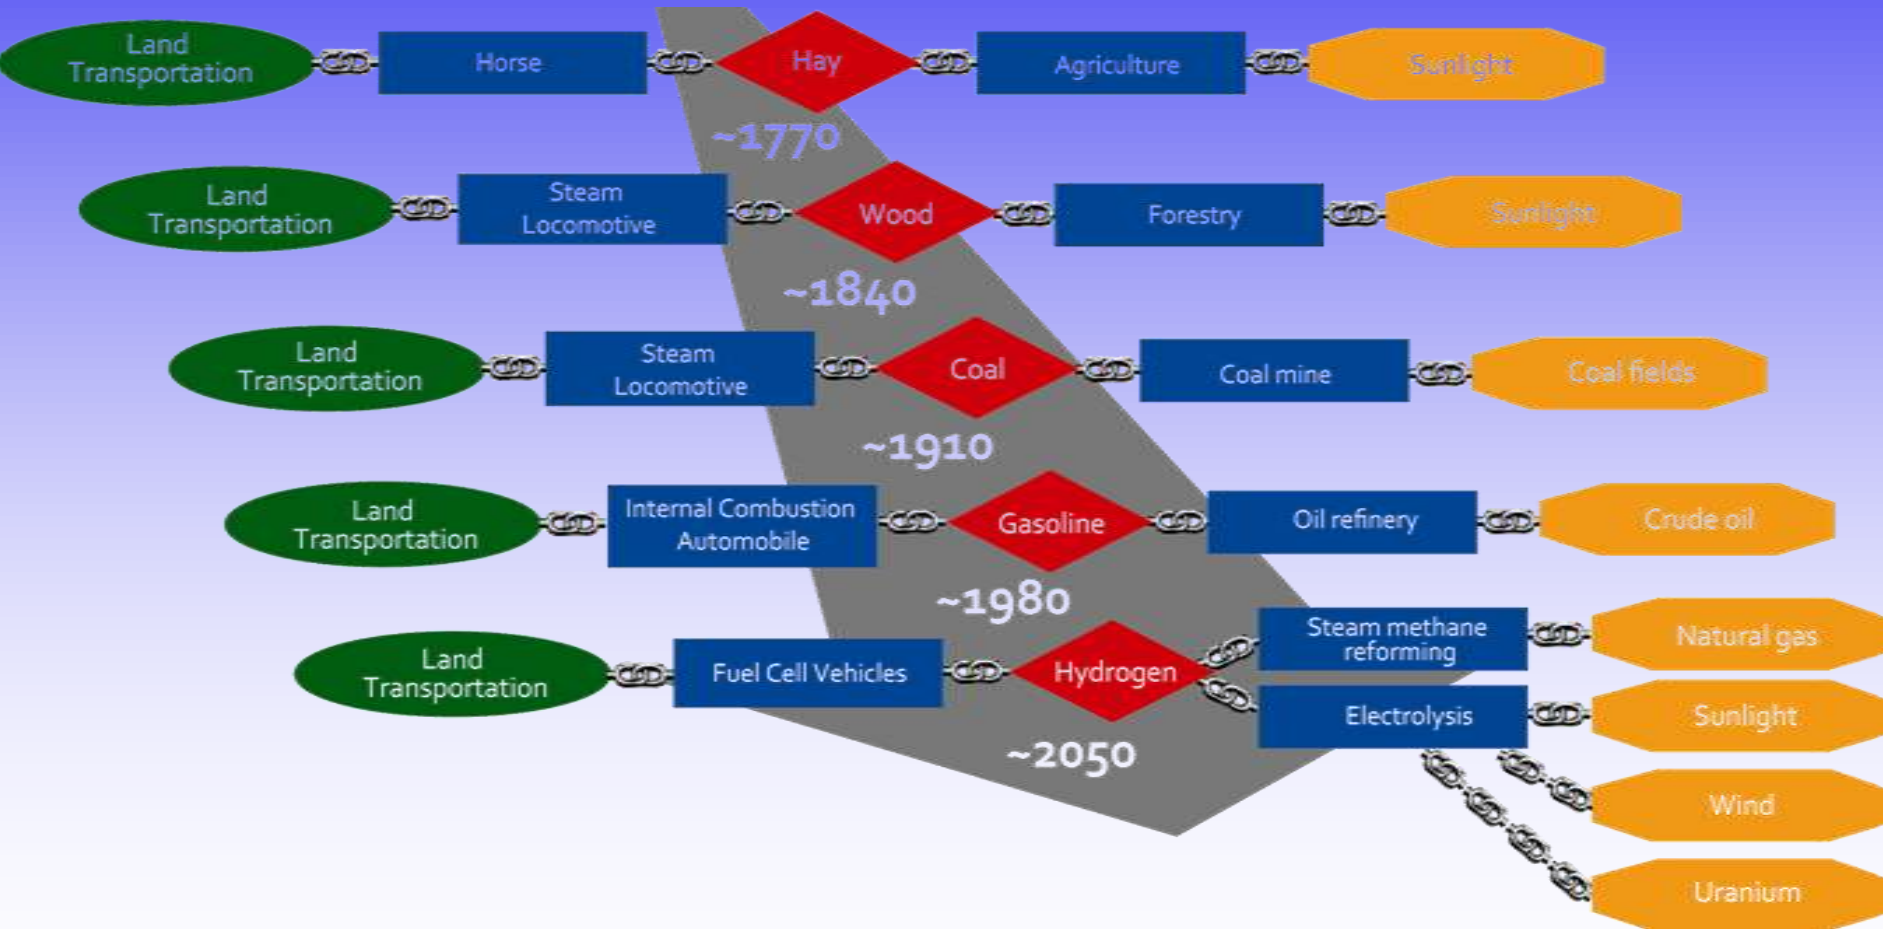 Land
Transportation
Horse
Hay
Agriculture
Sunlight
~1770
Land
Transportation
Steam
Locomotive
Wood
Forestry
Sunlight
~1840
Land
Transportation
Steam
Locomotive
Coal
Coal mine
Coal fields
~1910
Land
Transportation
Internal Combustion
Automobile
Gasoline
Oil refinery
Crude oil
~1980
Land
Transportation
Fuel Cell Vehicles
Hydrogen
Steam methane
reforming
Natural gas
Electrolysis
Sunlight
~2050
Wind
Uranium